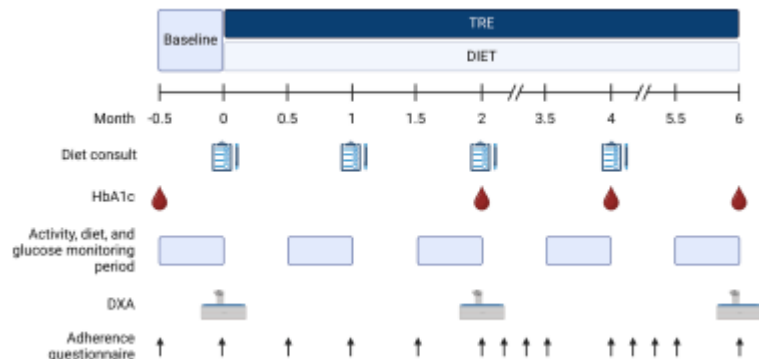 TRE
Baseline
DIET
Month -0.5 0 0.5 1 1.5 2 3.5 4 5.5 6
Diet consult
HbA1c
Activity, diet, and
glucose monitoring
period
DXA
Adherence
questionnaire